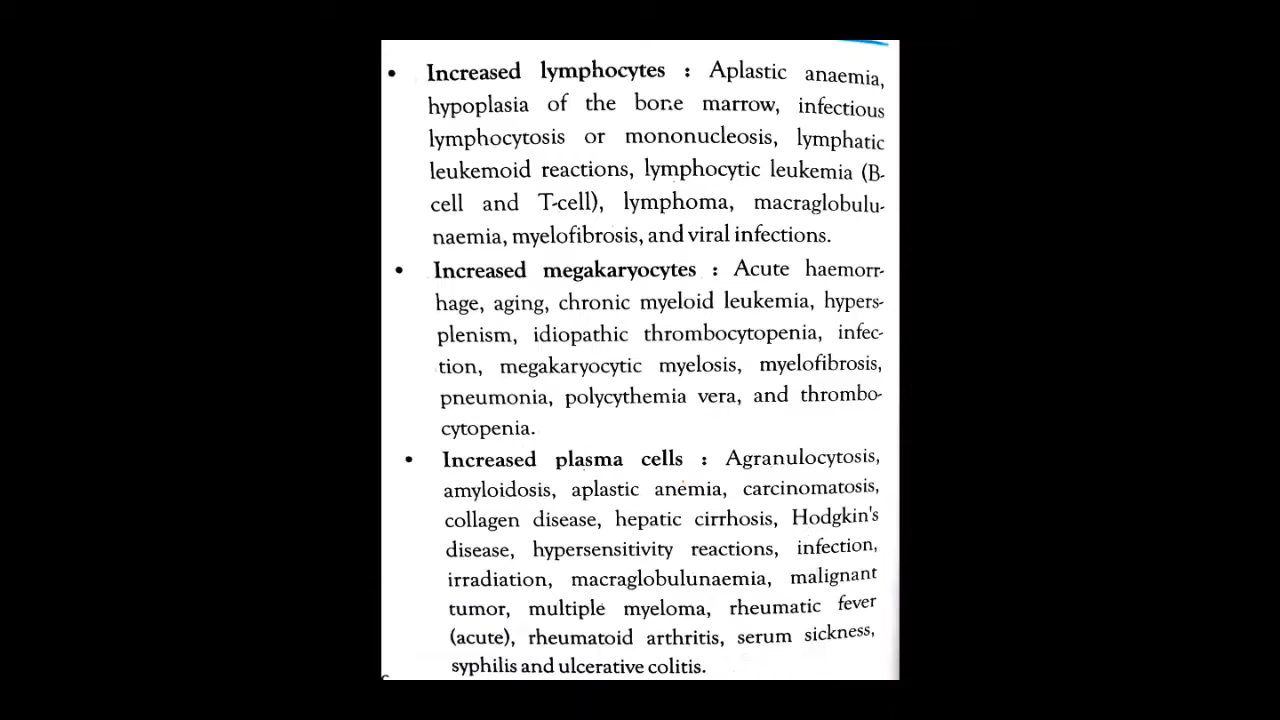 • Increased lymphocytes : Aplastic anaemia,
hypoplasia of the bone marrow, infectious
lymphocytosis or mononucleosis, lymphatic
leukemoid reactions, lymphocytic leukemia (B-
cell and T-cell), lymphoma, macraglobulu-
naemia, myelofibrosis, and viral infections.
• Increased megakaryocytes : Acute haemorr-
hage, aging, chronic myeloid leukemia, hypers-
plenism, idiopathic thrombocytopenia, infec-
tion, megakaryocytic myelosis, myelofibrosis,
pneumonia, polycythemia vera, and thrombo-
cytopenia.
• Increased plasma cells : Agranulocytosis,
amyloidosis, aplastic anemia, carcinomatosis,
collagen disease, hepatic cirrhosis, Hodgkin's
disease, hypersensitivity reactions, infection,
irradiation, macraglobulunaemia, malignant
tumor, multiple myeloma, rheumatic fever
(acute), rheumatoid arthritis, serum sickness,
syphilis and ulcerative colitis.